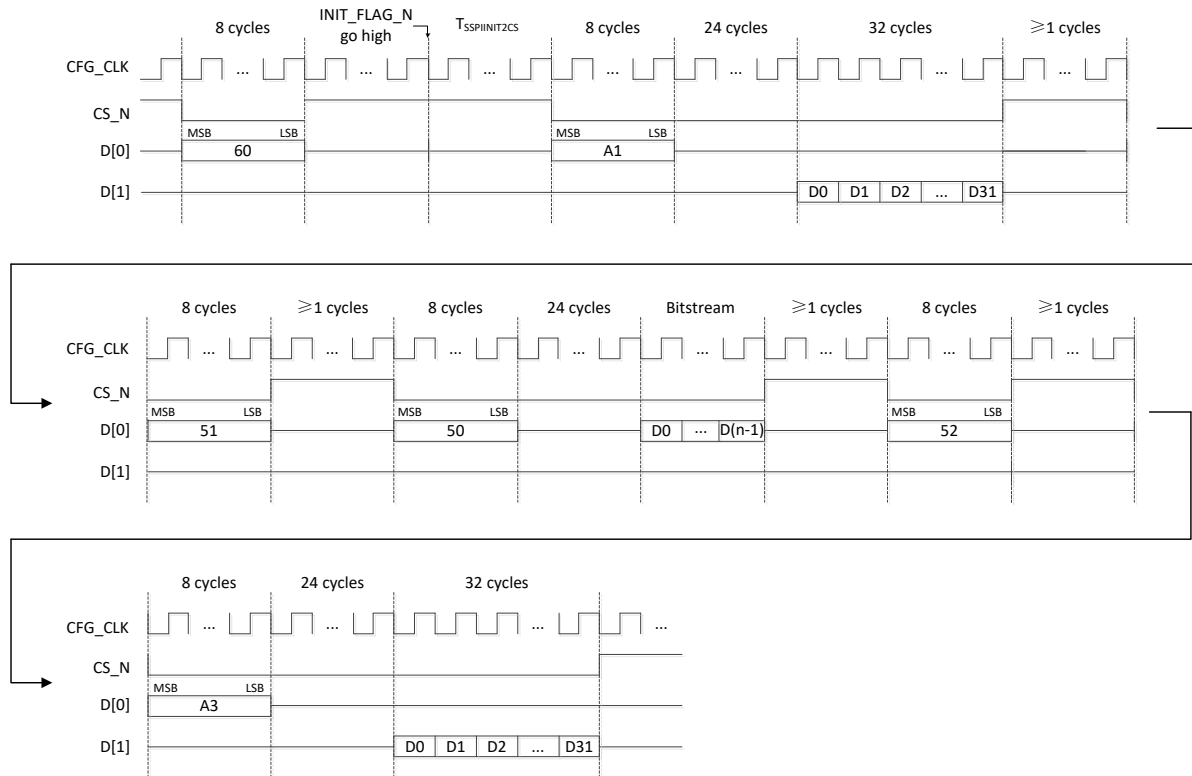 INIT_FLAG_N
go high
8 cycles TSSPIINIT2CS 8 cycles 24 cycles 32 cycles ≥1 cycles
CFG_CLK ... ... ... ... ... ... ...
CS_N
MSB LSB MSB LSB
D[0] 60 A1
D[1] D0 D1 D2 ... D31
8 cycles ≥1 cycles 8 cycles 24 cycles Bitstream ≥1 cycles 8 cycles ≥1 cycles
CFG_CLK ... ... ... ... ... ... ... ...
CS_N
MSB LSB MSB LSB MSB LSB
D[0] 51 50 D0 ... D(n-1) 52
D[1]
8 cycles 24 cycles 32 cycles
CFG_CLK ... ... ... ...
CS_N
MSB LSB
D[0] A3
D[1] D0 D1 D2 ... D31